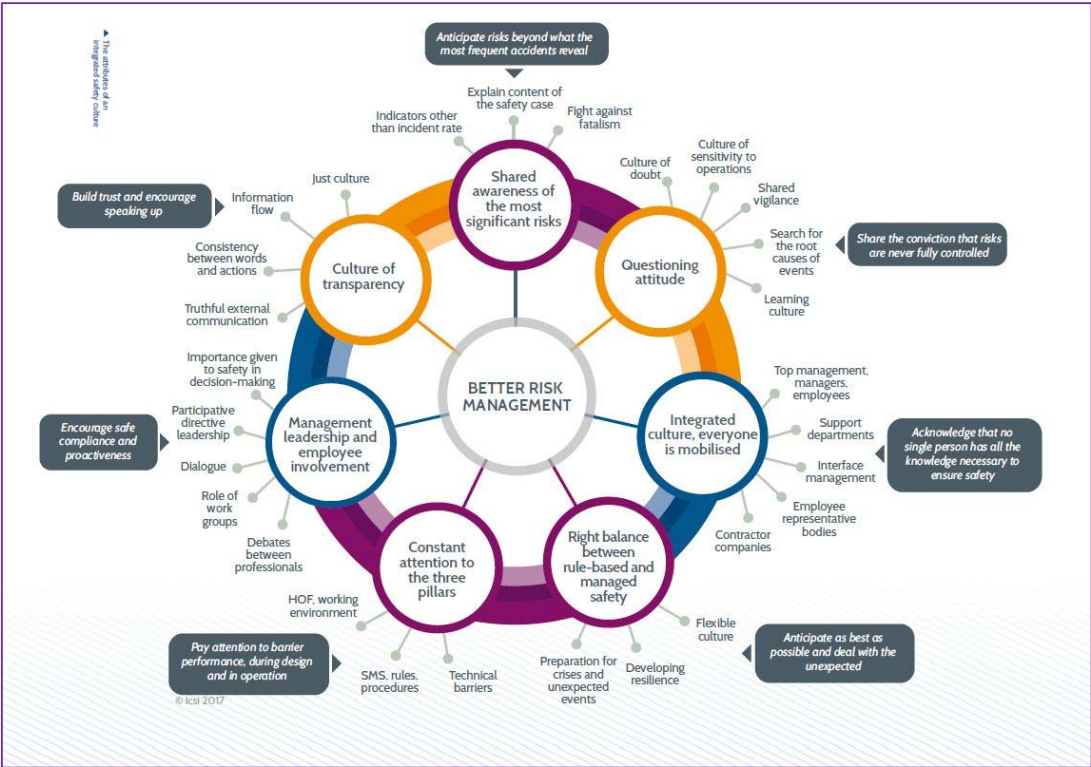 ▲ The attributes of an
integrated safety culture
Anticipate risks beyond what the
most frequent accidents reveal
Explain content of
the safety case
Indicators other
than incident rate
Fight against
fatalism
Shared
awareness of
the most
significant risks
Culture of
doubt
Culture of
sensitivity to
operations
Shared
vigilance
Search for
the root
causes of
events
Learning
culture
Questioning
attitude
Share the conviction that risks
are never fully controlled
Build trust and encourage
speaking up
Just culture
Information
flow
Consistency
between words
and actions
Truthful external
communication
Culture of
transparency
BETTER RISK
MANAGEMENT
Importance given
to safety in
decision-making
Participative
directive
leadership
Dialogue
Role of
work
groups
Debates
between
professionals
Management
leadership and
employee
involvement
Encourage safe
compliance and
proactiveness
Integrated
culture, everyone
is mobilised
Top management,
managers,
employees
Support
departments
Interface
management
Employee
representative
bodies
Contractor
companies
Acknowledge that no
single person has all the
knowledge necessary to
ensure safety
Constant
attention to
the three
pillars
HOF, working
environment
SMS, rules,
procedures
Technical
barriers
Pay attention to barrier
performance, during design
and in operation
Right balance
between
rule-based and
managed
safety
Flexible
culture
Developing
resilience
Preparation for
crises and
unexpected
events
Anticipate as best as
possible and deal with the
unexpected
© Icsi 2017